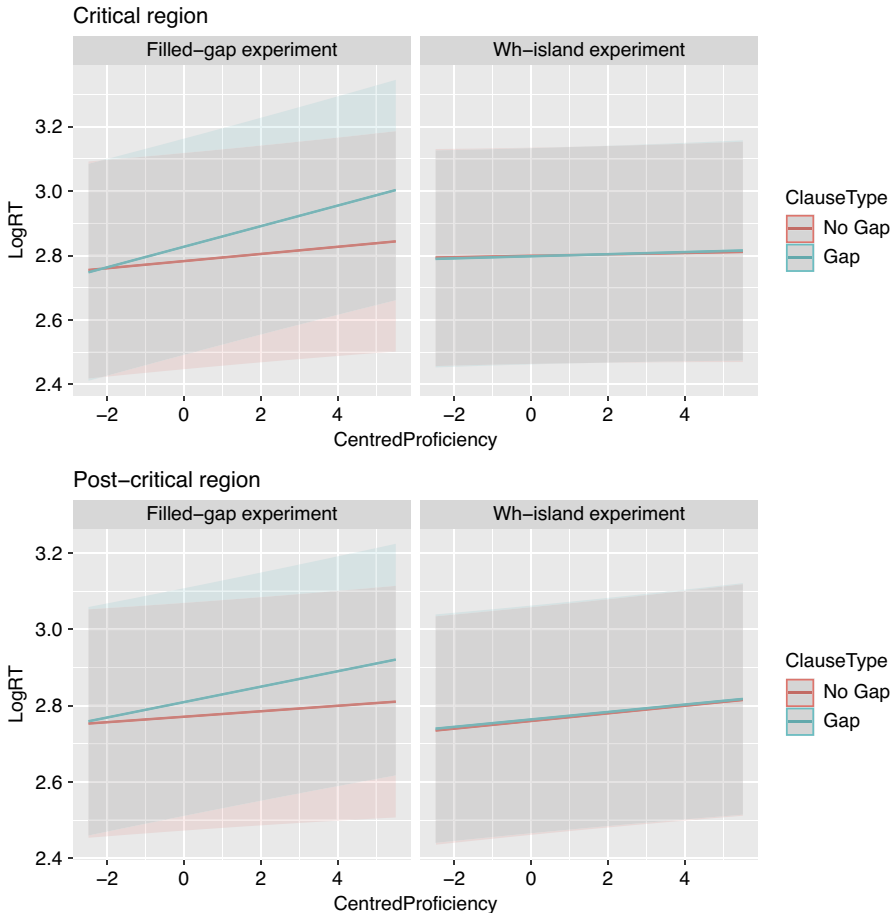 Critical region
Filled-gap experiment Wh-island experiment
3.2
3.0
2.8
2.6
2.4
LogRT
−2 0 2 4 −2 0 2 4
CentredProficiency
ClauseType
No Gap
Gap
Post-critical region
Filled-gap experiment Wh-island experiment
3.2
3.0
2.8
2.6
2.4
LogRT
−2 0 2 4 −2 0 2 4
CentredProficiency
ClauseType
No Gap
Gap